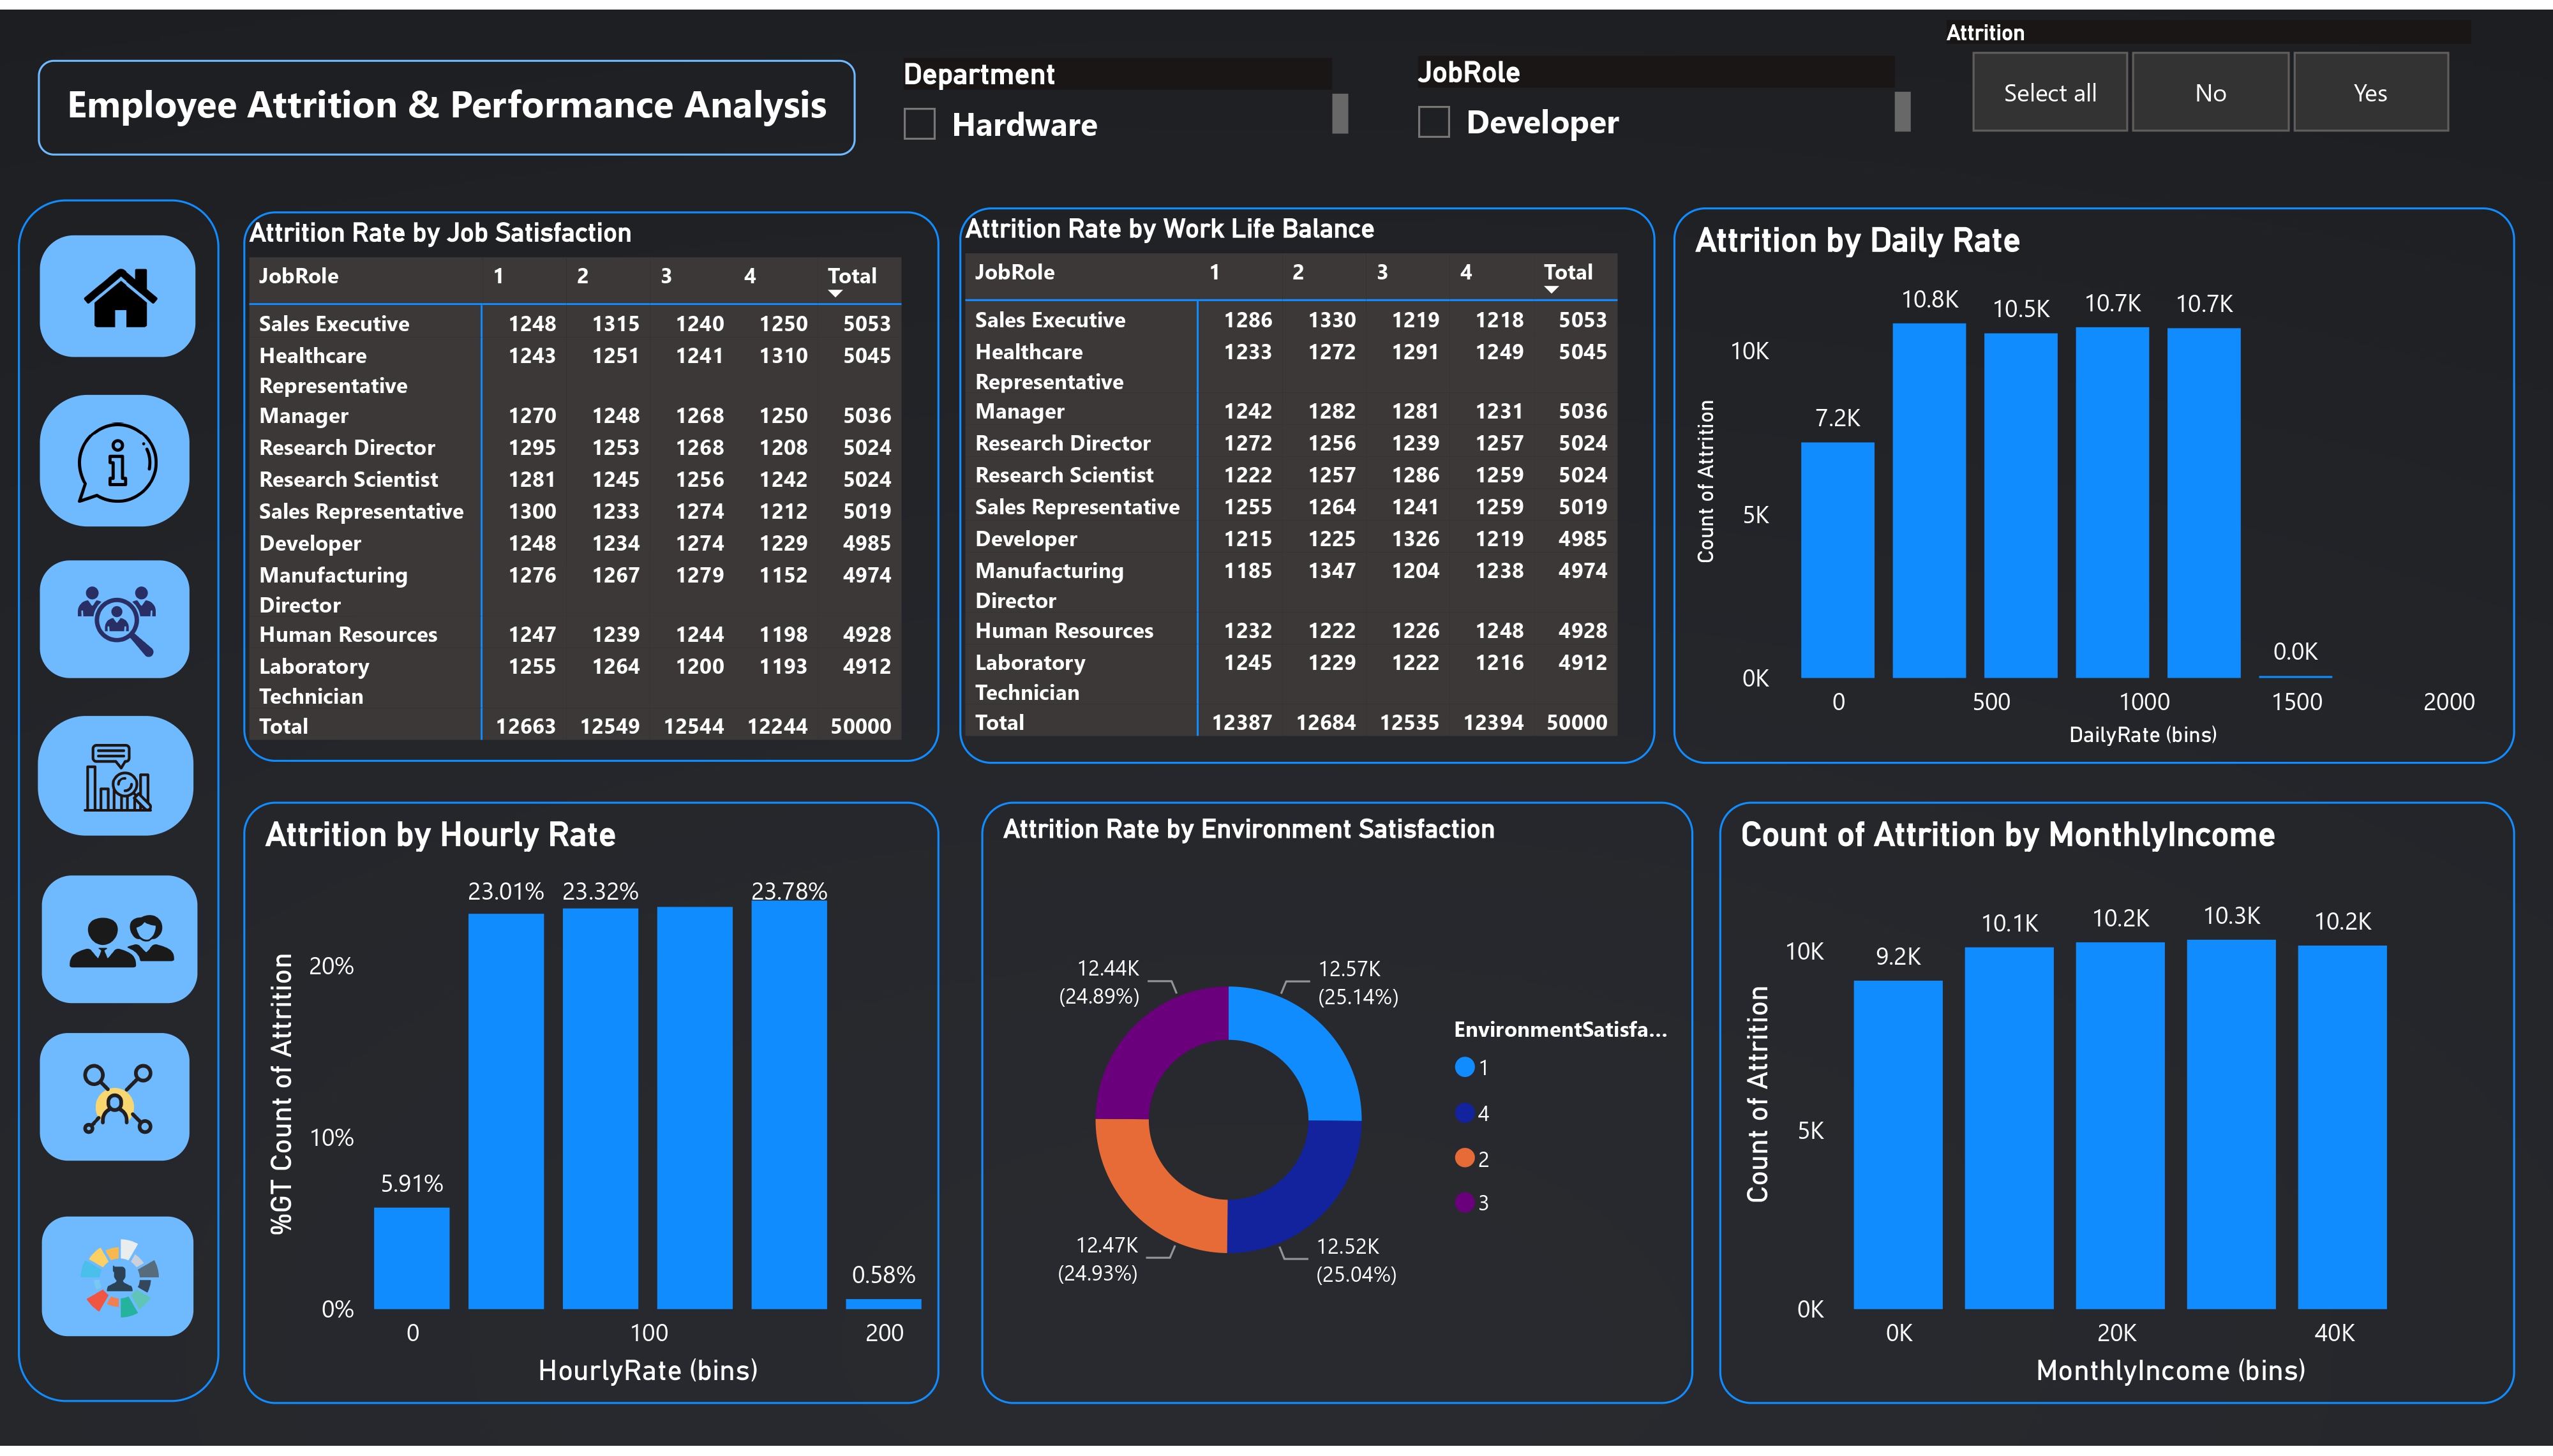 Employee Attrition & Performance Analysis
Department
Hardware
JobRole
Developer
Attrition
Select all No Yes
Attrition Rate by Job Satisfaction
JobRole 1 2 3 4 Total
Sales Executive 1248 1315 1240 1250 5053
Healthcare 1243 1251 1241 1310 5045
Representative
Manager 1270 1248 1268 1250 5036
Research Director 1295 1253 1268 1208 5024
Research Scientist 1281 1245 1256 1242 5024
Sales Representative 1300 1233 1274 1212 5019
Developer 1248 1234 1274 1229 4985
Manufacturing 1276 1267 1279 1152 4974
Director
Human Resources 1247 1239 1244 1198 4928
Laboratory 1255 1264 1200 1193 4912
Technician
Total 12663 12549 12544 12244 50000
Attrition Rate by Work Life Balance
JobRole 1 2 3 4 Total
Sales Executive 1286 1330 1219 1218 5053
Healthcare 1233 1272 1291 1249 5045
Representative
Manager 1242 1282 1281 1231 5036
Research Director 1272 1256 1239 1257 5024
Research Scientist 1222 1257 1286 1259 5024
Sales Representative 1255 1264 1241 1259 5019
Developer 1215 1225 1326 1219 4985
Manufacturing 1185 1347 1204 1238 4974
Director
Human Resources 1232 1222 1226 1248 4928
Laboratory 1245 1229 1222 1216 4912
Technician
Total 12387 12684 12535 12394 50000
Attrition by Daily Rate
Count of Attrition
10K
5K
0K
7.2K 10.8K 10.5K 10.7K 10.7K 0.0K
0 500 1000 1500 2000
DailyRate (bins)
Attrition by Hourly Rate
%GT Count of Attrition
20%
10%
0%
5.91% 23.01% 23.32% 23.78% 0.58%
0 100 200
HourlyRate (bins)
Attrition Rate by Environment Satisfaction
12.44K
(24.89%)
12.57K
(25.14%)
12.47K
(24.93%)
12.52K
(25.04%)
EnvironmentSatisfa...
1
4
2
3
Count of Attrition by MonthlyIncome
Count of Attrition
10K
5K
0K
9.2K 10.1K 10.2K 10.3K 10.2K
0K 20K 40K
MonthlyIncome (bins)